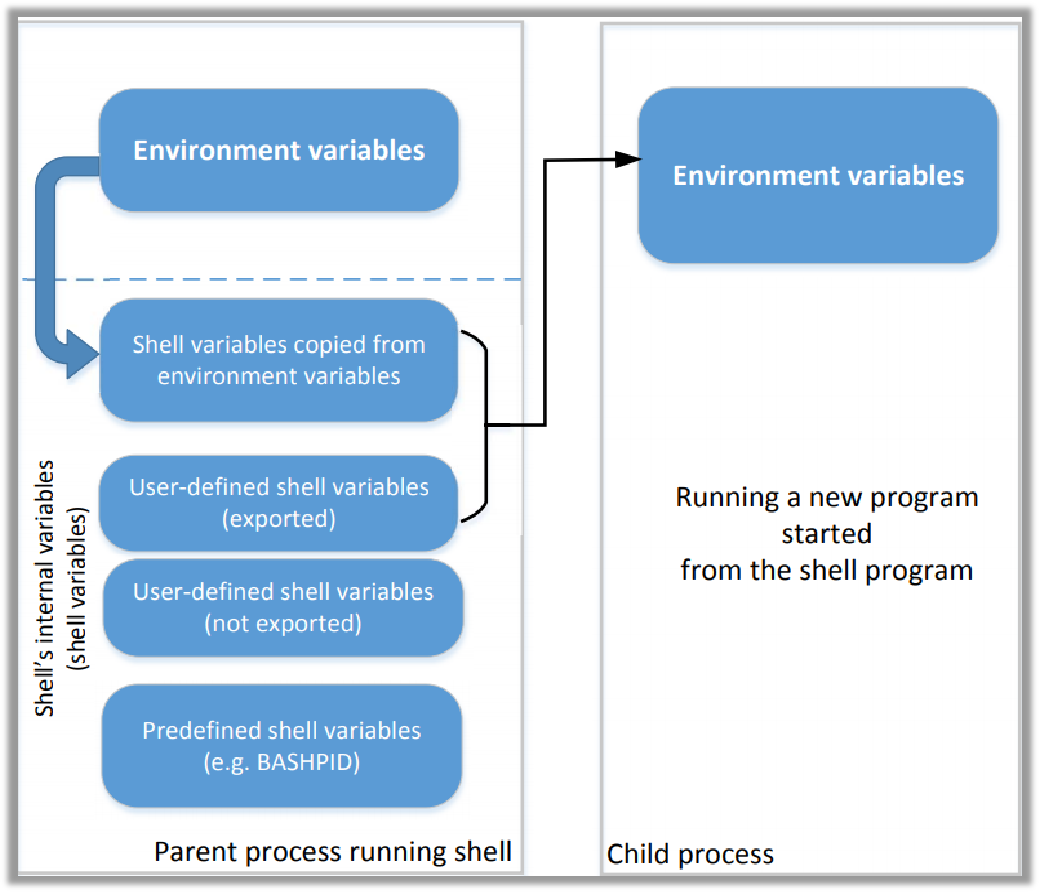 Environment variables
Shell variables copied from
environment variables
User-defined shell variables
(exported)
User-defined shell variables
(not exported)
Predefined shell variables
(e.g. BASHPID)
Shell’s internal variables
(shell variables)
Parent process running shell
Environment variables
Running a new program
started
from the shell program
Child process